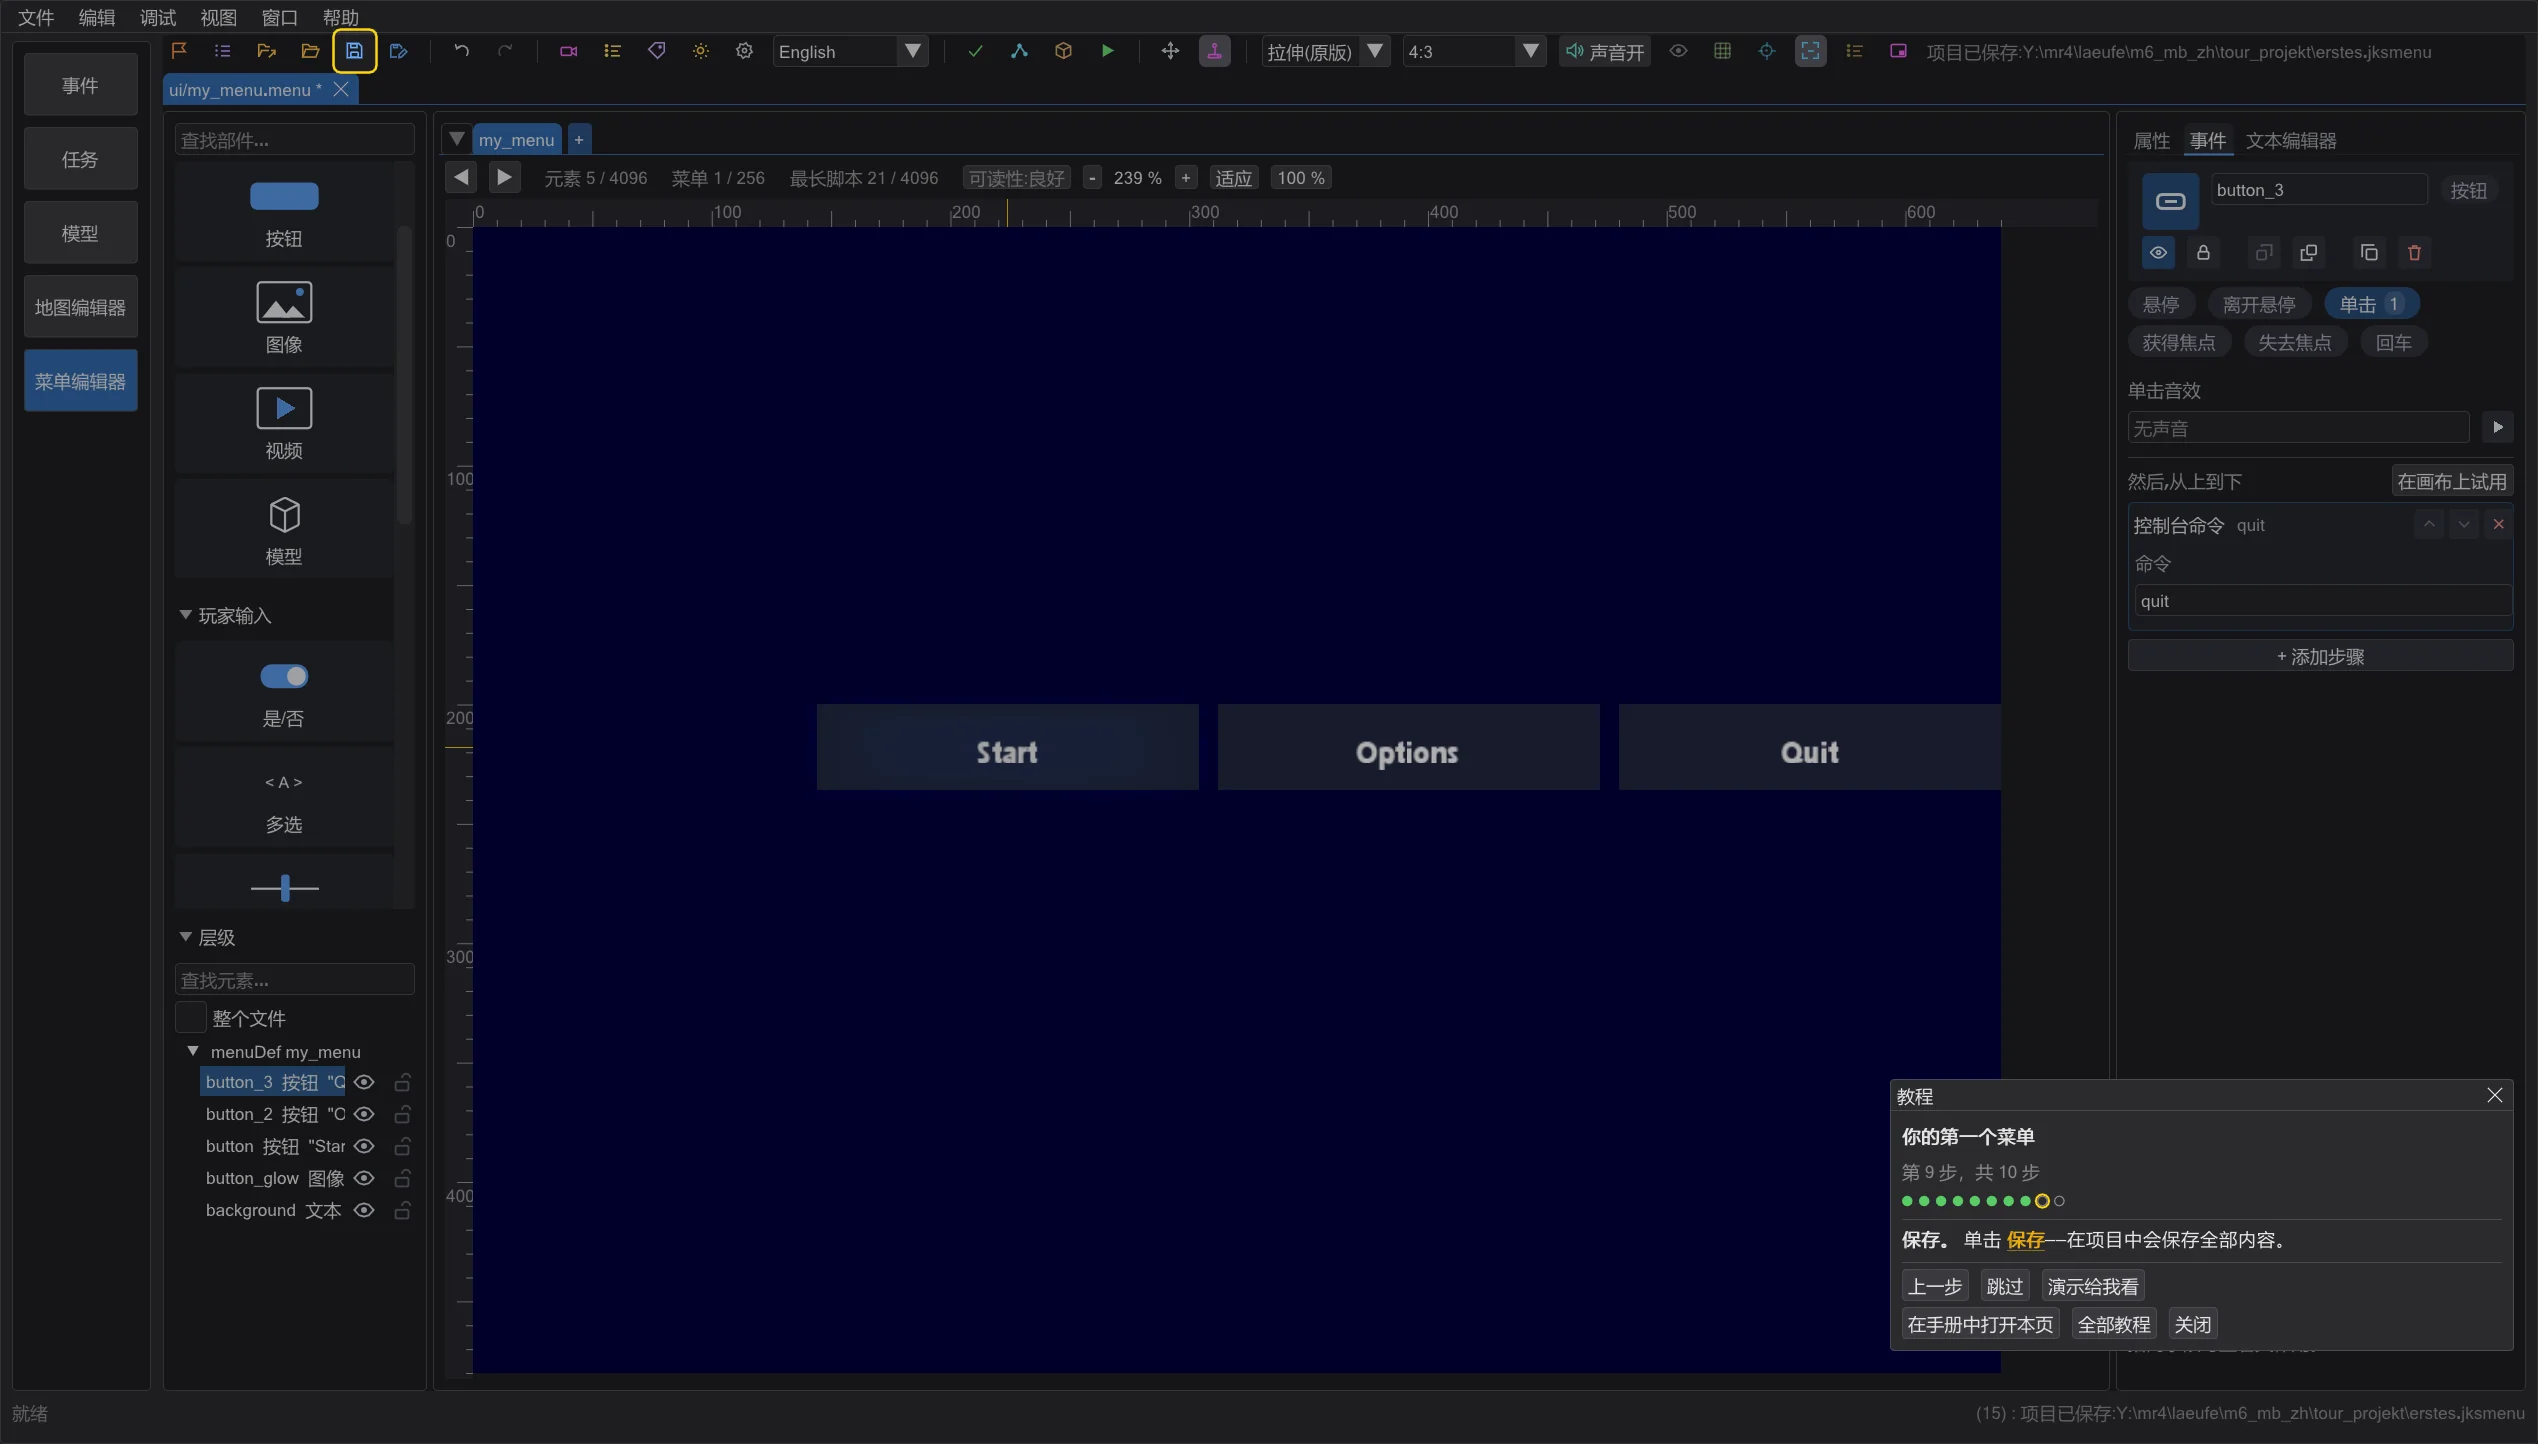 文件 编辑 调试 视图 窗口 帮助
English 拉伸(原版) 4:3 声音开 项目已保存:Y:\mr4\laeufe\m6_mb_zh\tour_projekt\erstes.jksmenu
ui/my_menu.menu *
事件
任务
模型
地图编辑器
菜单编辑器
查找部件...
按钮
图像
视频
模型
玩家输入
是/否
< A >
多选
层级
查找元素...
整个文件
menuDef my_menu
button_3 按钮 "Q
button_2 按钮 "O
button 按钮 "Star
button_glow 图像
background 文本
my_menu +
元素 5 / 4096 菜单 1 / 256 最长脚本 21 / 4096 可读性:良好 - 239 % + 适应 100 %
0 100 200 300 400 500 600
0
100
200
300
400
Start Options Quit
属性 事件 文本编辑器
button_3 按钮
悬停 离开悬停 单击 1
获得焦点 失去焦点 回车
单击音效
无声音
然后,从上到下 在画布上试用
控制台命令 quit
命令
quit
+ 添加步骤
教程
你的第一个菜单
第 9 步，共 10 步
保存。 单击 保存—在项目中会保存全部内容。
上一步 跳过 演示给我看
在手册中打开本页 全部教程 关闭
就绪
(15) : 项目已保存:Y:\mr4\laeufe\m6_mb_zh\tour_projekt\erstes.jksmenu